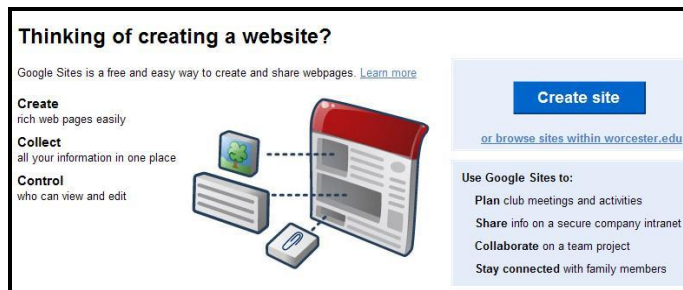 Thinking of creating a website?
Google Sites is a free and easy way to create and share webpages. Learn more
Create
rich web pages easily
Collect
all your information in one place
Control
who can view and edit
Create site
or browse sites within worcester.edu
Use Google Sites to:
Plan club meetings and activities
Share info on a secure company intranet
Collaborate on a team project
Stay connected with family members